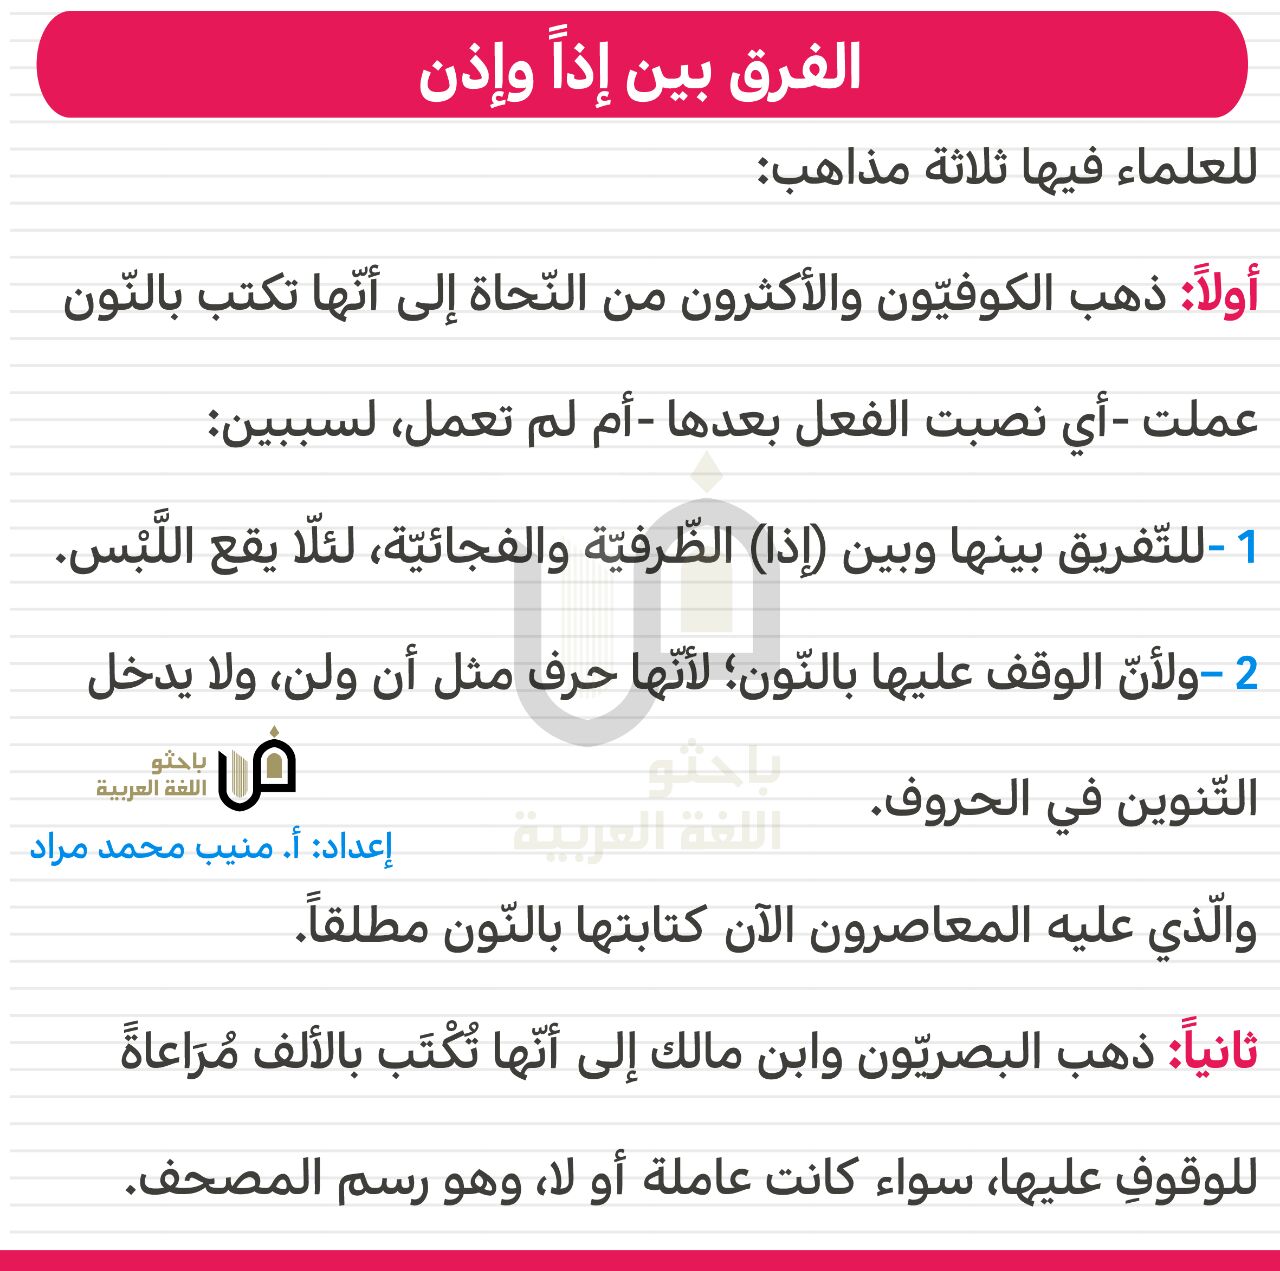 الفرق بين إذاً وإذن
للعلماء فيها ثلاثة مذاهب:
أولاً: ذهب الكوفيّون والأكثرون من النّحاة إلى أنّها تكتب بالنّون
عملت -أي نصبت الفعل بعدها -أم لم تعمل، لسببين:
1 -للتّفريق بينها وبين (إذا) الظّرفيّة والفجائيّة، لئلّا يقع اللَّبْس.
2 –ولأنّ الوقف عليها بالنّون؛ لأنّها حرف مثل أن ولن، ولا يدخل
التّنوين في الحروف.
باحثو
اللغة العربية
باحثو
اللغة العربية
إعداد: أ. منيب محمد مراد
والّذي عليه المعاصرون الآن كتابتها بالنّون مطلقاً.
ثانياً: ذهب البصريّون وابن مالك إلى أنّها تُكْتَب بالألف مُرَاعاةً
للوقوفِ عليها، سواء كانت عاملة أو لا، وهو رسم المصحف.